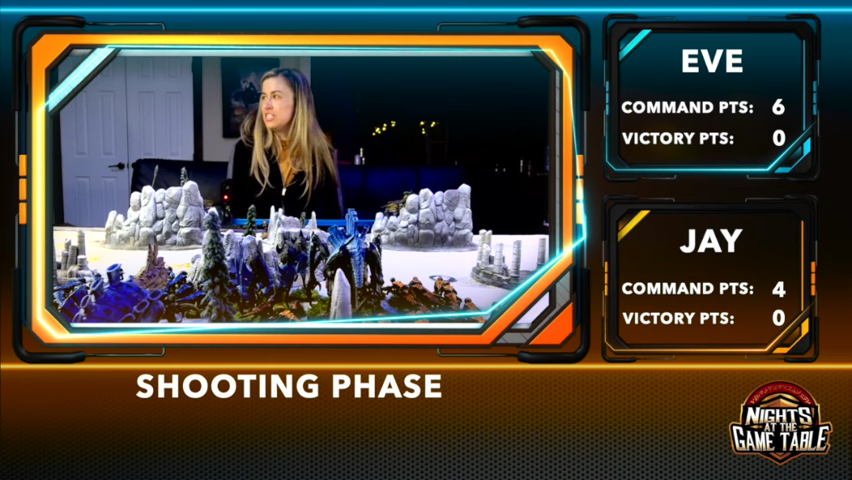 EVE
COMMAND PTS: 6
VICTORY PTS: 0
JAY
COMMAND PTS: 4
VICTORY PTS: 0
SHOOTING PHASE
NIGHTS
AT THE
GAME TABLE